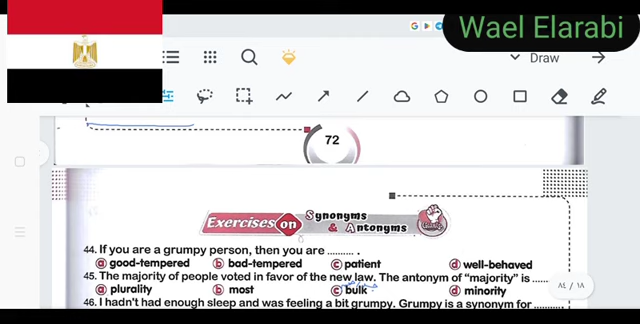 Wael Elarabi
Draw
72
Exercises on Synonyms & Antonyms
44. If you are a grumpy person, then you are .......... .
a good-tempered b bad-tempered c patient d well-behaved
45. The majority of people voted in favor of the new law. The antonym of "majority" is ......
a plurality b most c bulk d minority
٨٤ / ١٨
46. I hadn't had enough sleep and was feeling a bit grumpy. Grumpy is a synonym for ..........